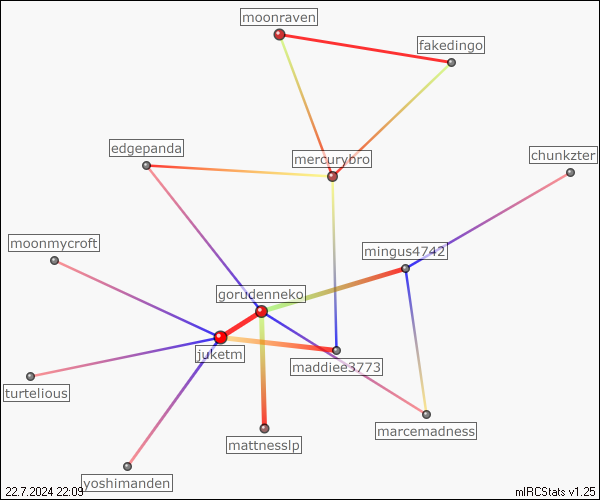 moonraven
fakedingo
edgepanda
mercurybro
chunkzter
moonmycroft
mingus4742
gorudenneko
juketm
maddiee3773
turtelious
marcemadness
mattnesslp
yoshimanden
22.7.2024 22:09
mIRCStats v1.25